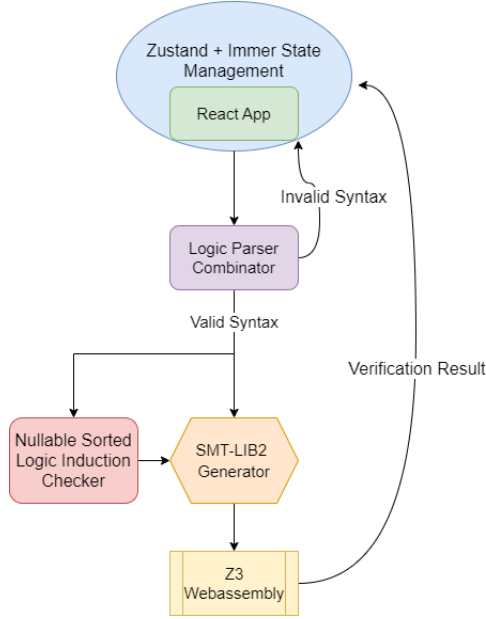 Zustand + Immer State
Management
React App
Invalid Syntax
Logic Parser
Combinator
Valid Syntax
Verification Result
Nullable Sorted
Logic Induction
Checker
SMT-LIB2
Generator
Z3
Webassembly